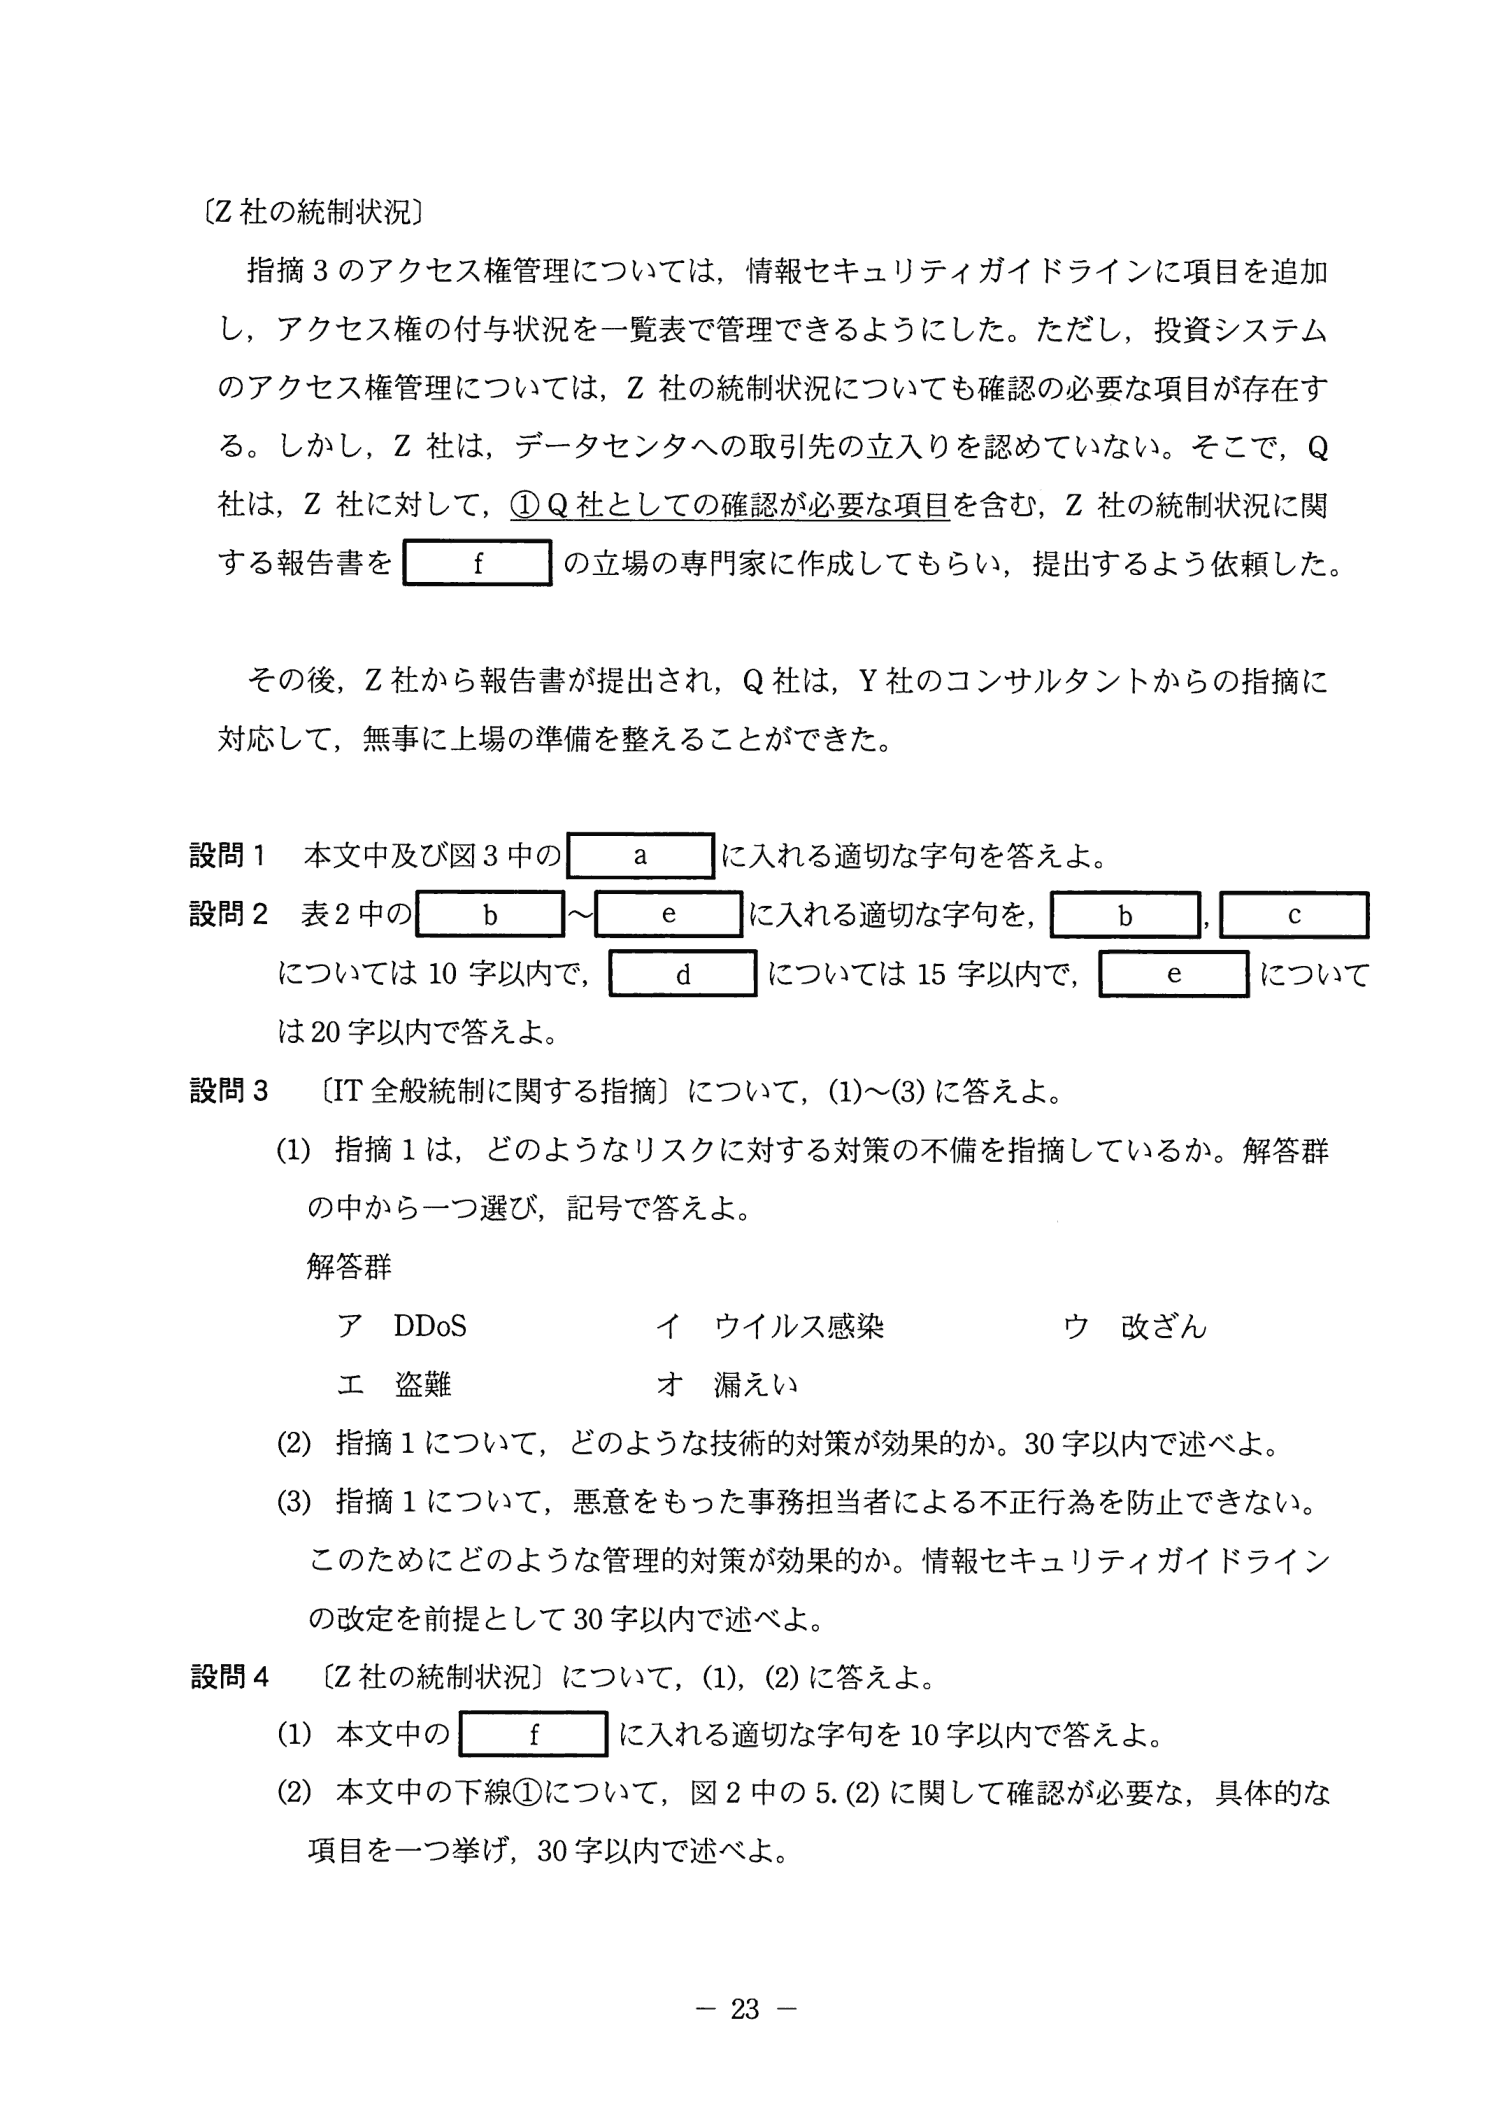 〔Z 社の統制状況〕
指摘 3 のアクセス権管理については，情報セキュリティガイドラインに項目を追加
し，アクセス権の付与状況を一覧表で管理できるようにした。ただし，投資システム
のアクセス権管理については，Z 社の統制状況についても確認の必要な項目が存在す
る。しかし，Z 社は，データセンタへの取引先の立入りを認めていない。そこで，Q
社は，Z 社に対して，①Q 社としての確認が必要な項目を含む，Z 社の統制状況に関
する報告書を f の立場の専門家に作成してもらい，提出するよう依頼した。
その後，Z 社から報告書が提出され，Q 社は，Y 社のコンサルタントからの指摘に
対応して，無事に上場の準備を整えることができた。
設問 1 本文中及び図 3 中の a に入れる適切な字句を答えよ。
設問 2 表 2 中の b ～ e に入れる適切な字句を， b ， c
については 10 字以内で， d については 15 字以内で， e について
は 20 字以内で答えよ。
設問 3 〔IT 全般統制に関する指摘〕について，(1)～(3) に答えよ。
(1) 指摘 1 は，どのようなリスクに対する対策の不備を指摘しているか。解答群
の中から一つ選び，記号で答えよ。
解答群
ア DDoS イ ウイルス感染 ウ 改ざん
エ 盗難 オ 漏えい
(2) 指摘 1 について，どのような技術的対策が効果的か。30 字以内で述べよ。
(3) 指摘 1 について，悪意をもった事務担当者による不正行為を防止できない。
このためにどのような管理的対策が効果的か。情報セキュリティガイドライン
の改定を前提として 30 字以内で述べよ。
設問 4 〔Z 社の統制状況〕について，(1)，(2) に答えよ。
(1) 本文中の f に入れる適切な字句を 10 字以内で答えよ。
(2) 本文中の下線①について，図 2 中の 5. (2) に関して確認が必要な，具体的な
項目を一つ挙げ，30 字以内で述べよ。
－ 23 －